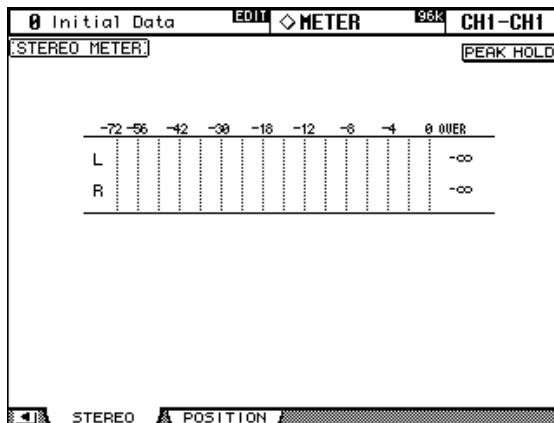 0 Initial Data EDIT ◇METER 96k CH1-CH1
STEREO METER
PEAK HOLD
-72 -56 -42 -30 -18 -12 -8 -4 0 OVER
L -∞
R -∞
STEREO POSITION